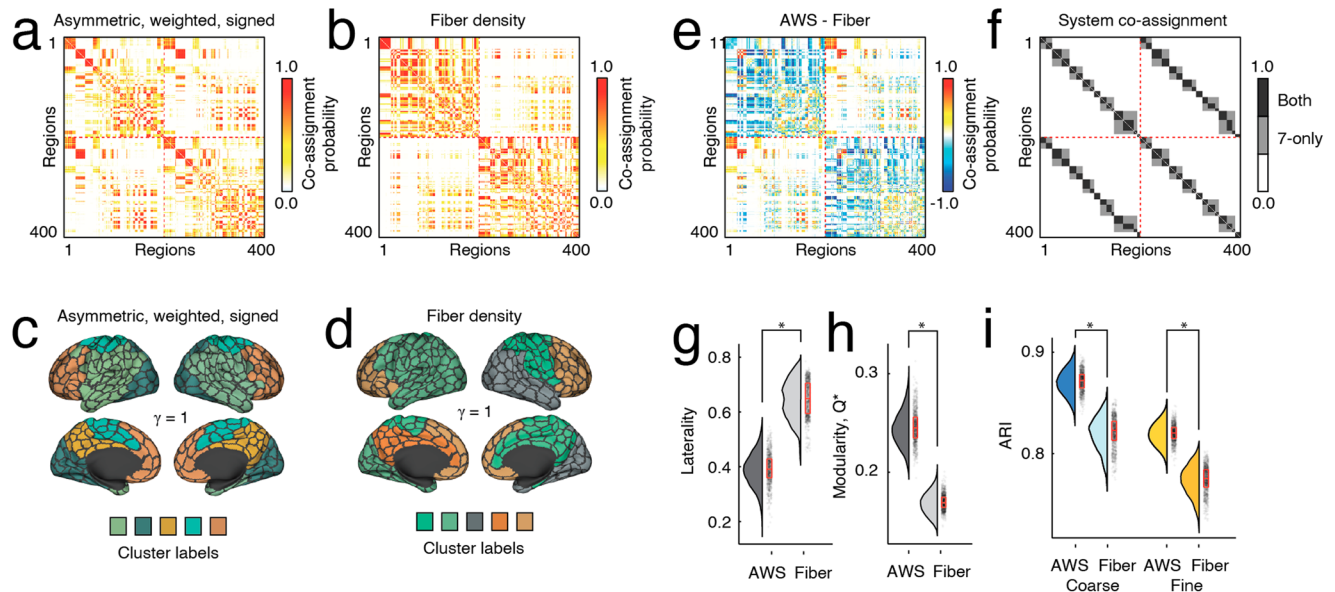 a
Asymmetric, weighted, signed
1
Regions
400
1
Regions
400
1.0
0.0
Co-assignment
probability
b
Fiber density
1
Regions
400
1
Regions
400
1.0
0.0
Co-assignment
probability
e
AWS - Fiber
11
Regions
400
1
Regions
400
1.0
-1.0
Co-assignment
probability
f
System co-assignment
1
Regions
400
1
Regions
400
1.0
Both
7-only
0.0
c
Asymmetric, weighted, signed
γ = 1
Cluster labels
d
Fiber density
γ = 1
Cluster labels
g
*
Laterality
0.8
0.6
0.4
0.2
AWS Fiber
h
*
Modularity, Q*
0.3
0.2
AWS Fiber
i
*
*
ARI
0.9
0.8
AWS Fiber AWS Fiber
Coarse Fine